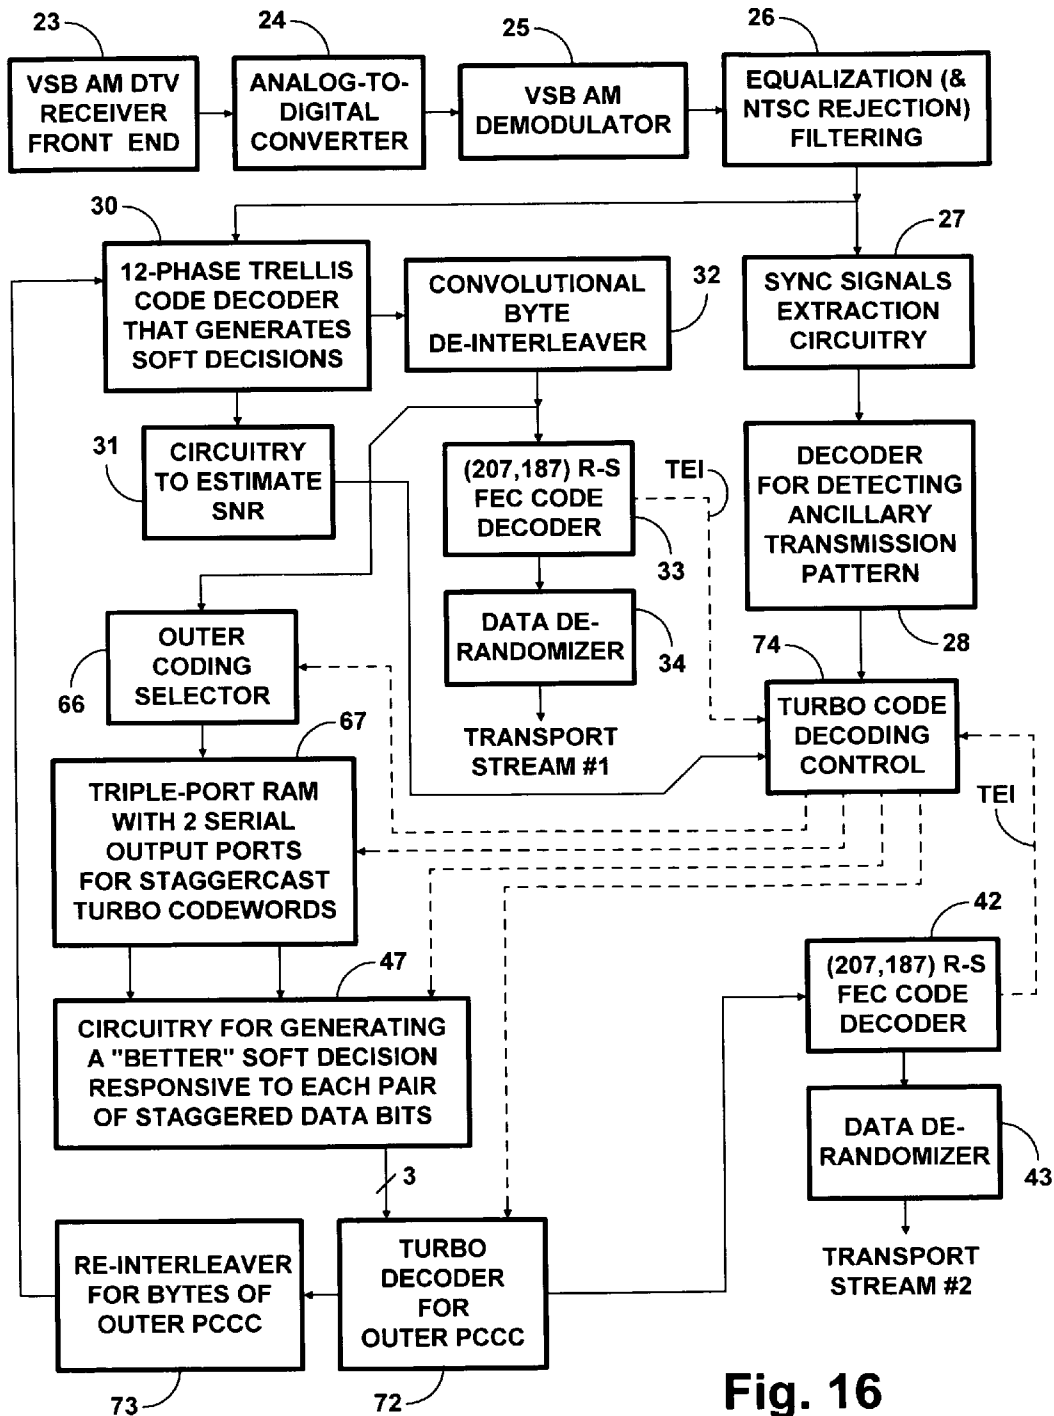 23
24
25
26
VSB AM DTV
RECEIVER
FRONT END
ANALOG-TO-
DIGITAL
CONVERTER
VSB AM
DEMODULATOR
EQUALIZATION (&
NTSC REJECTION)
FILTERING
30
27
12-PHASE TRELLIS
CODE DECODER
THAT GENERATES
SOFT DECISIONS
CONVOLUTIONAL
BYTE
DE-INTERLEAVER
32
SYNC SIGNALS
EXTRACTION
CIRCUITRY
31
CIRCUITRY
TO ESTIMATE
SNR
(207,187) R-S
FEC CODE
DECODER
33
TEI
DECODER
FOR DETECTING
ANCILLARY
TRANSMISSION
PATTERN
28
OUTER
CODING
SELECTOR
66
DATA DE-
RANDOMIZER
34
TRANSPORT
STREAM #1
74
TURBO CODE
DECODING
CONTROL
TEI
67
TRIPLE-PORT RAM
WITH 2 SERIAL
OUTPUT PORTS
FOR STAGGERCAST
TURBO CODEWORDS
47
CIRCUITRY FOR GENERATING
A "BETTER" SOFT DECISION
RESPONSIVE TO EACH PAIR
OF STAGGERED DATA BITS
42
(207,187) R-S
FEC CODE
DECODER
DATA DE-
RANDOMIZER
43
TRANSPORT
STREAM #2
3
RE-INTERLEAVER
FOR BYTES OF
OUTER PCCC
73
TURBO
DECODER
FOR
OUTER PCCC
72
Fig. 16